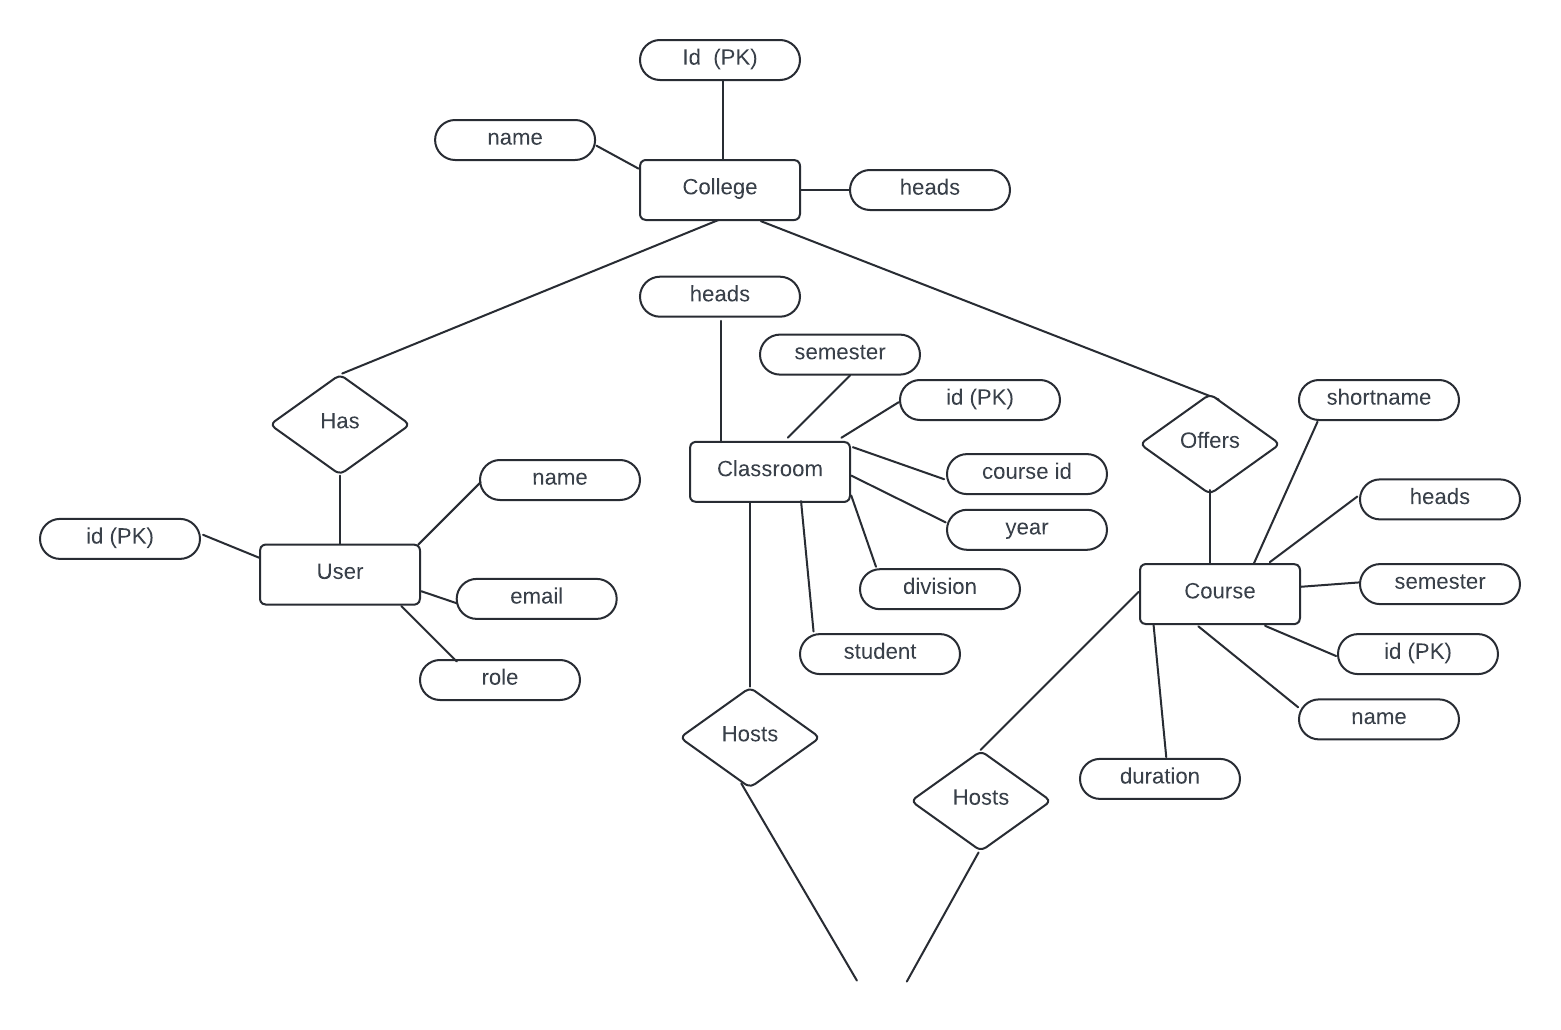 Id  (PK)
name
College
heads
heads
semester
id (PK)
shortname
Has
Offers
name
Classroom
course id
heads
id (PK)
year
User
email
division
Course
semester
student
id (PK)
role
name
Hosts
duration
Hosts